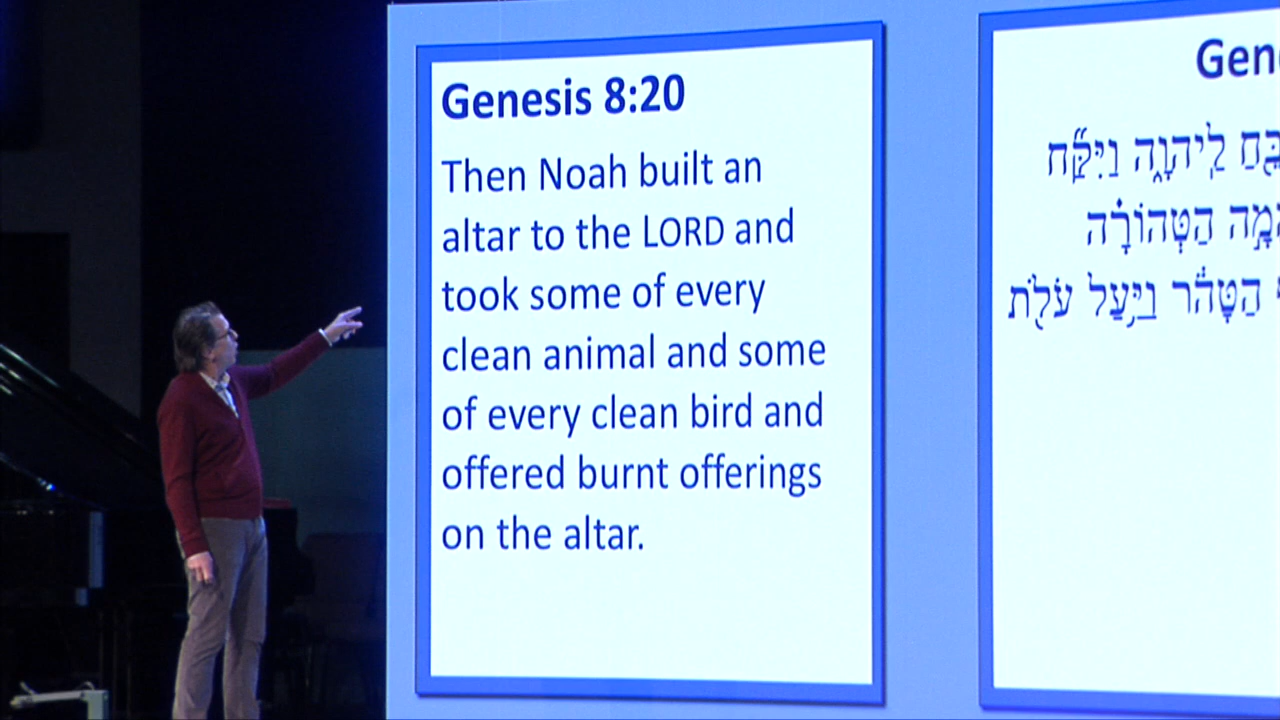 Genesis 8:20
Then Noah built an
altar to the LORD and
took some of every
clean animal and some
of every clean bird and
offered burnt offerings
on the altar.
לַֽיהוָ֑ה וַיִּקַּ֞ח
הַטְּהוֹרָ֗ה
הַטָּהֹ֔ר וַיַּ֥עַל עֹלֹ֖ת